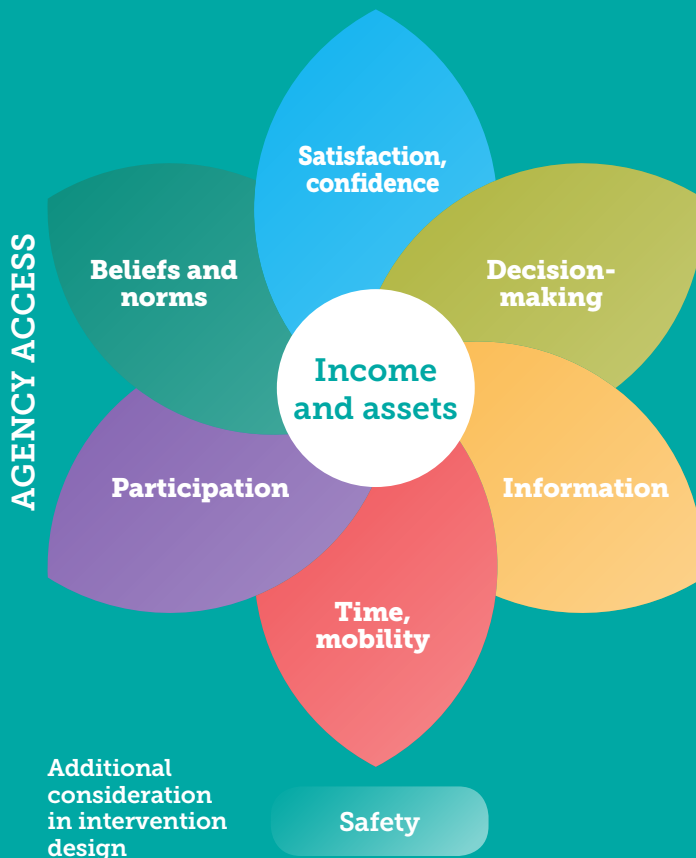 Satisfaction,
confidence
Beliefs and
norms
Decision-
making
AGENCY ACCESS
Income
and assets
Participation
Information
Time,
mobility
Additional
consideration
in intervention
design
Safety